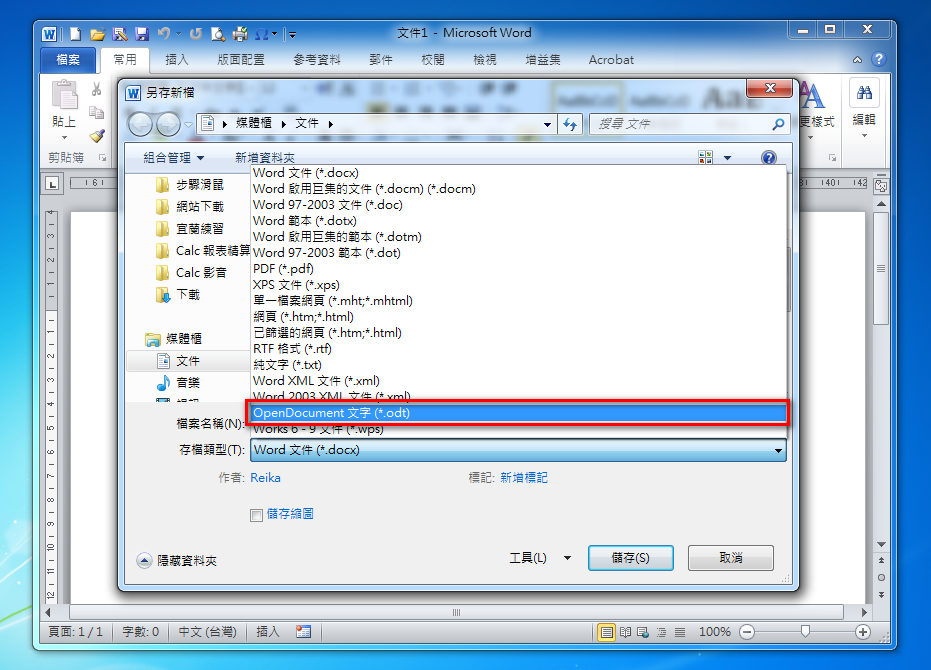 文件1 - Microsoft Word
檔案 常用 插入 版面配置 參考資料 郵件 校閱 檢視 增益集 Acrobat
貼上
剪貼簿
更樣式
編輯
另存新檔
媒體櫃 文件
搜尋 文件
組合管理 新增資料夾
步驟滑鼠
網站下載
宜蘭練習
Calc 報表精算
Calc 影音
下載
媒體櫃
文件
音樂
Word 文件 (*.docx)
Word 啟用巨集的文件 (*.docm) (*.docm)
Word 97-2003 文件 (*.doc)
Word 範本 (*.dotx)
Word 啟用巨集的範本 (*.dotm)
Word 97-2003 範本 (*.dot)
PDF (*.pdf)
XPS 文件 (*.xps)
單一檔案網頁 (*.mht;*.mhtml)
網頁 (*.htm;*.html)
已篩選的網頁 (*.htm;*.html)
RTF 格式 (*.rtf)
純文字 (*.txt)
Word XML 文件 (*.xml)
Word 2003 XML 文件 (*.xml)
OpenDocument 文字 (*.odt)
Works 6 - 9 文件 (*.wps)
檔案名稱(N):
存檔類型(T): Word 文件 (*.docx)
作者: Reika 標記: 新增標記
儲存縮圖
隱藏資料夾
工具(L) 儲存(S) 取消
頁面: 1 / 1 字數: 0 中文 (台灣) 插入 100%